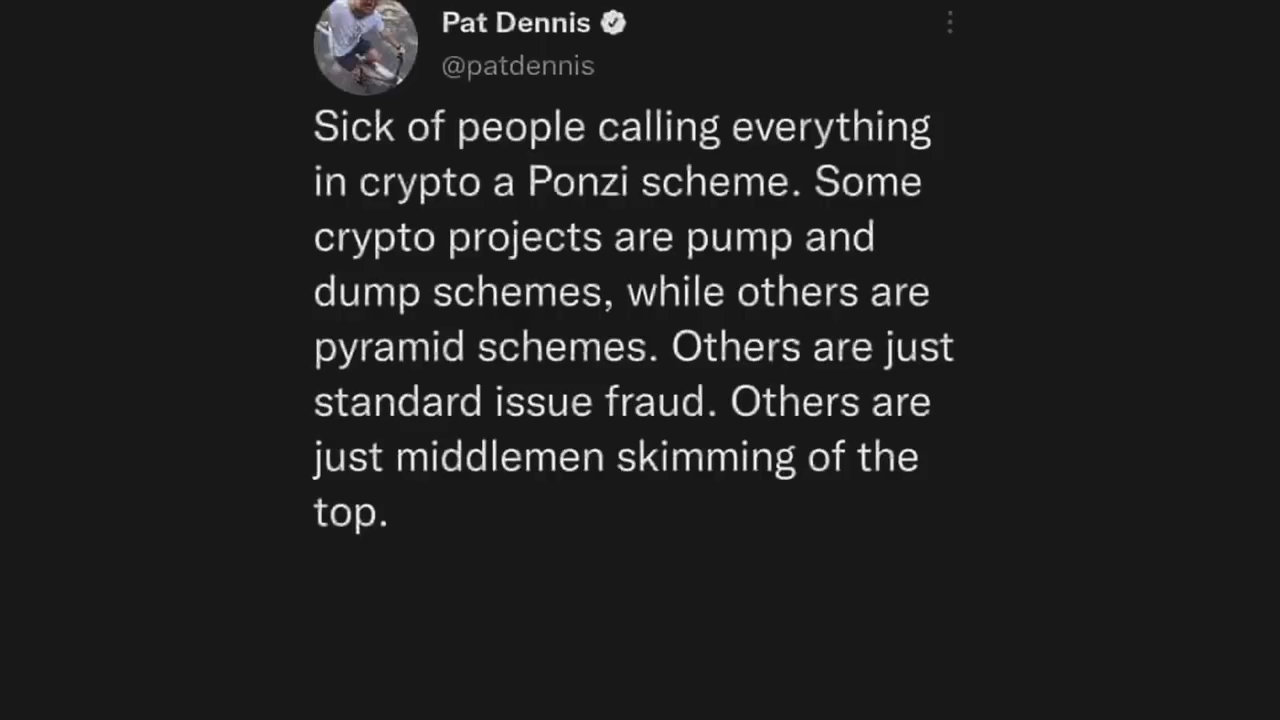 Pat Dennis
@patdennis
Sick of people calling everything
in crypto a Ponzi scheme. Some
crypto projects are pump and
dump schemes, while others are
pyramid schemes. Others are just
standard issue fraud. Others are
just middlemen skimming of the
top.